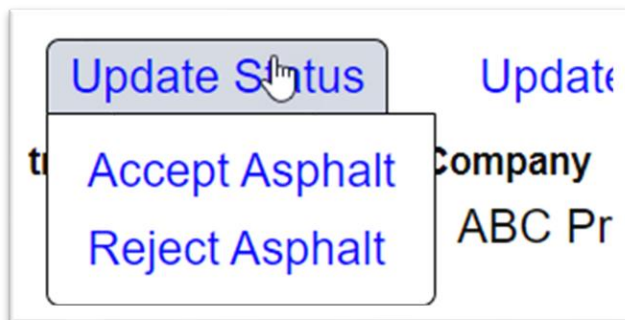 Update Status Update
Accept Asphalt Company
Reject Asphalt ABC Pr